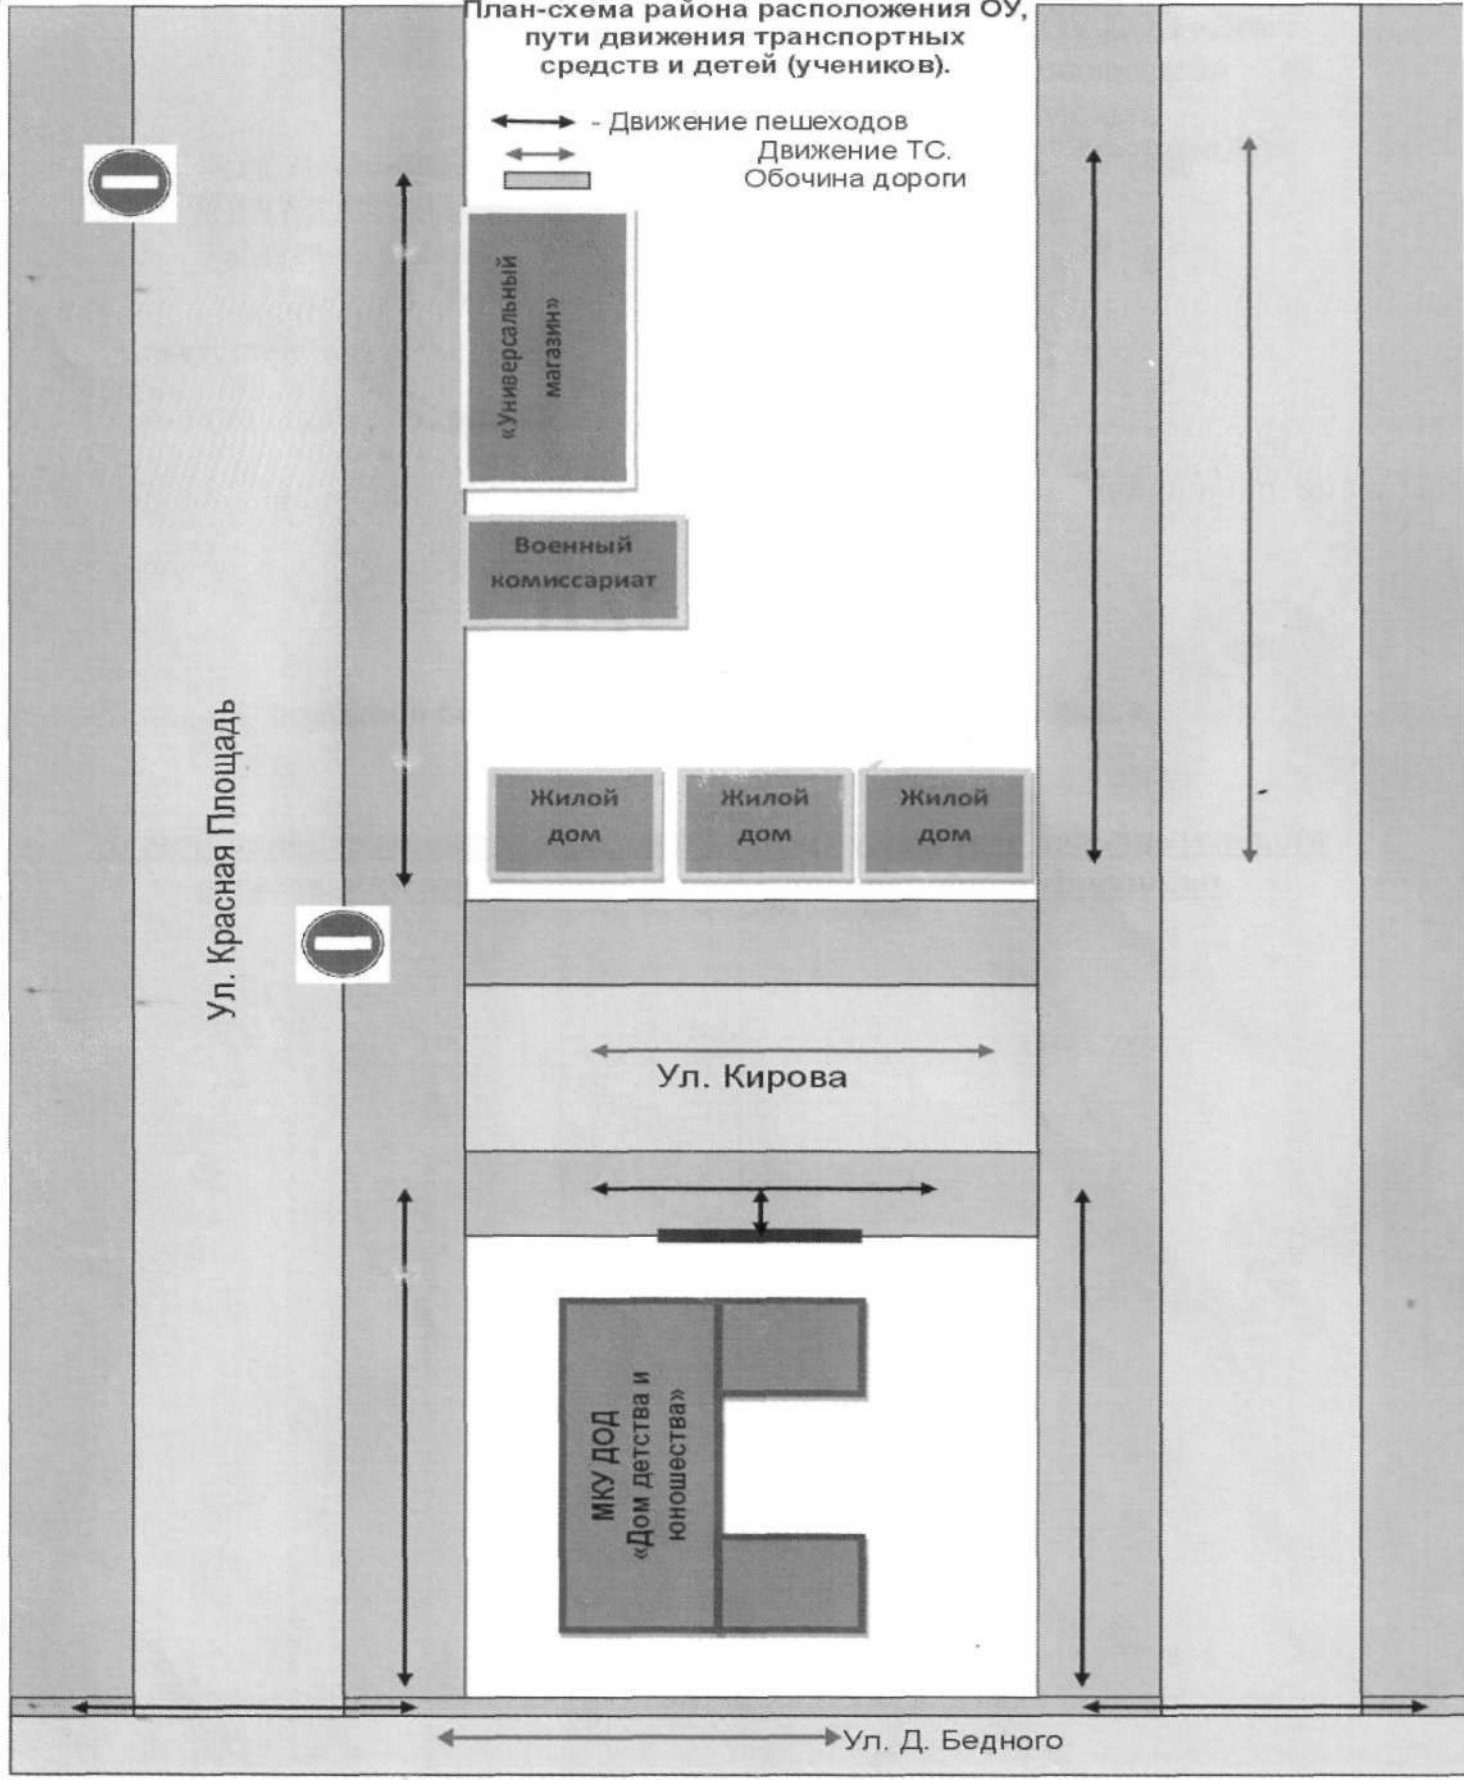 План-схема района расположения ОУ,
пути движения транспортных
средств и детей (учеников).
- Движение пешеходов
Движение ТС.
Обочина дороги
«Универсальный
магазин»
Военный
комиссариат
Ул. Красная Площадь
Жилой
дом
Жилой
дом
Жилой
дом
Ул. Кирова
МКУ ДОД
«Дом детства и
юношества»
Ул. Д. Бедного